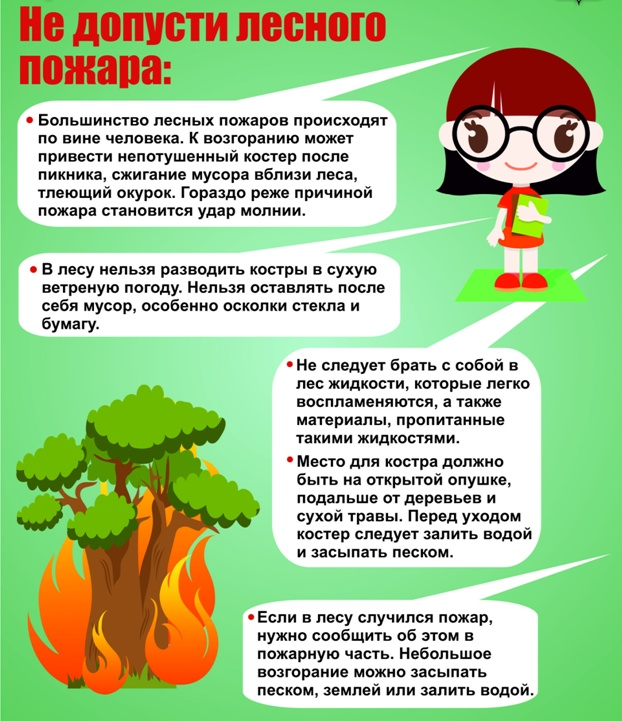 Не допусти лесного
пожара:
• Большинство лесных пожаров происходят
по вине человека. К возгоранию может
привести непотушенный костер после
пикника, сжигание мусора вблизи леса,
тлеющий окурок. Гораздо реже причиной
пожара становится удар молнии.
• В лесу нельзя разводить костры в сухую
ветреную погоду. Нельзя оставлять после
себя мусор, особенно осколки стекла и
бумагу.
• Не следует брать с собой в
лес жидкости, которые легко
воспламеняются, а также
материалы, пропитанные
такими жидкостями.
• Место для костра должно
быть на открытой опушке,
подальше от деревьев и
сухой травы. Перед уходом
костер следует залить водой
и засыпать песком.
• Если в лесу случился пожар,
нужно сообщить об этом в
пожарную часть. Небольшое
возгорание можно засыпать
песком, землей или залить водой.